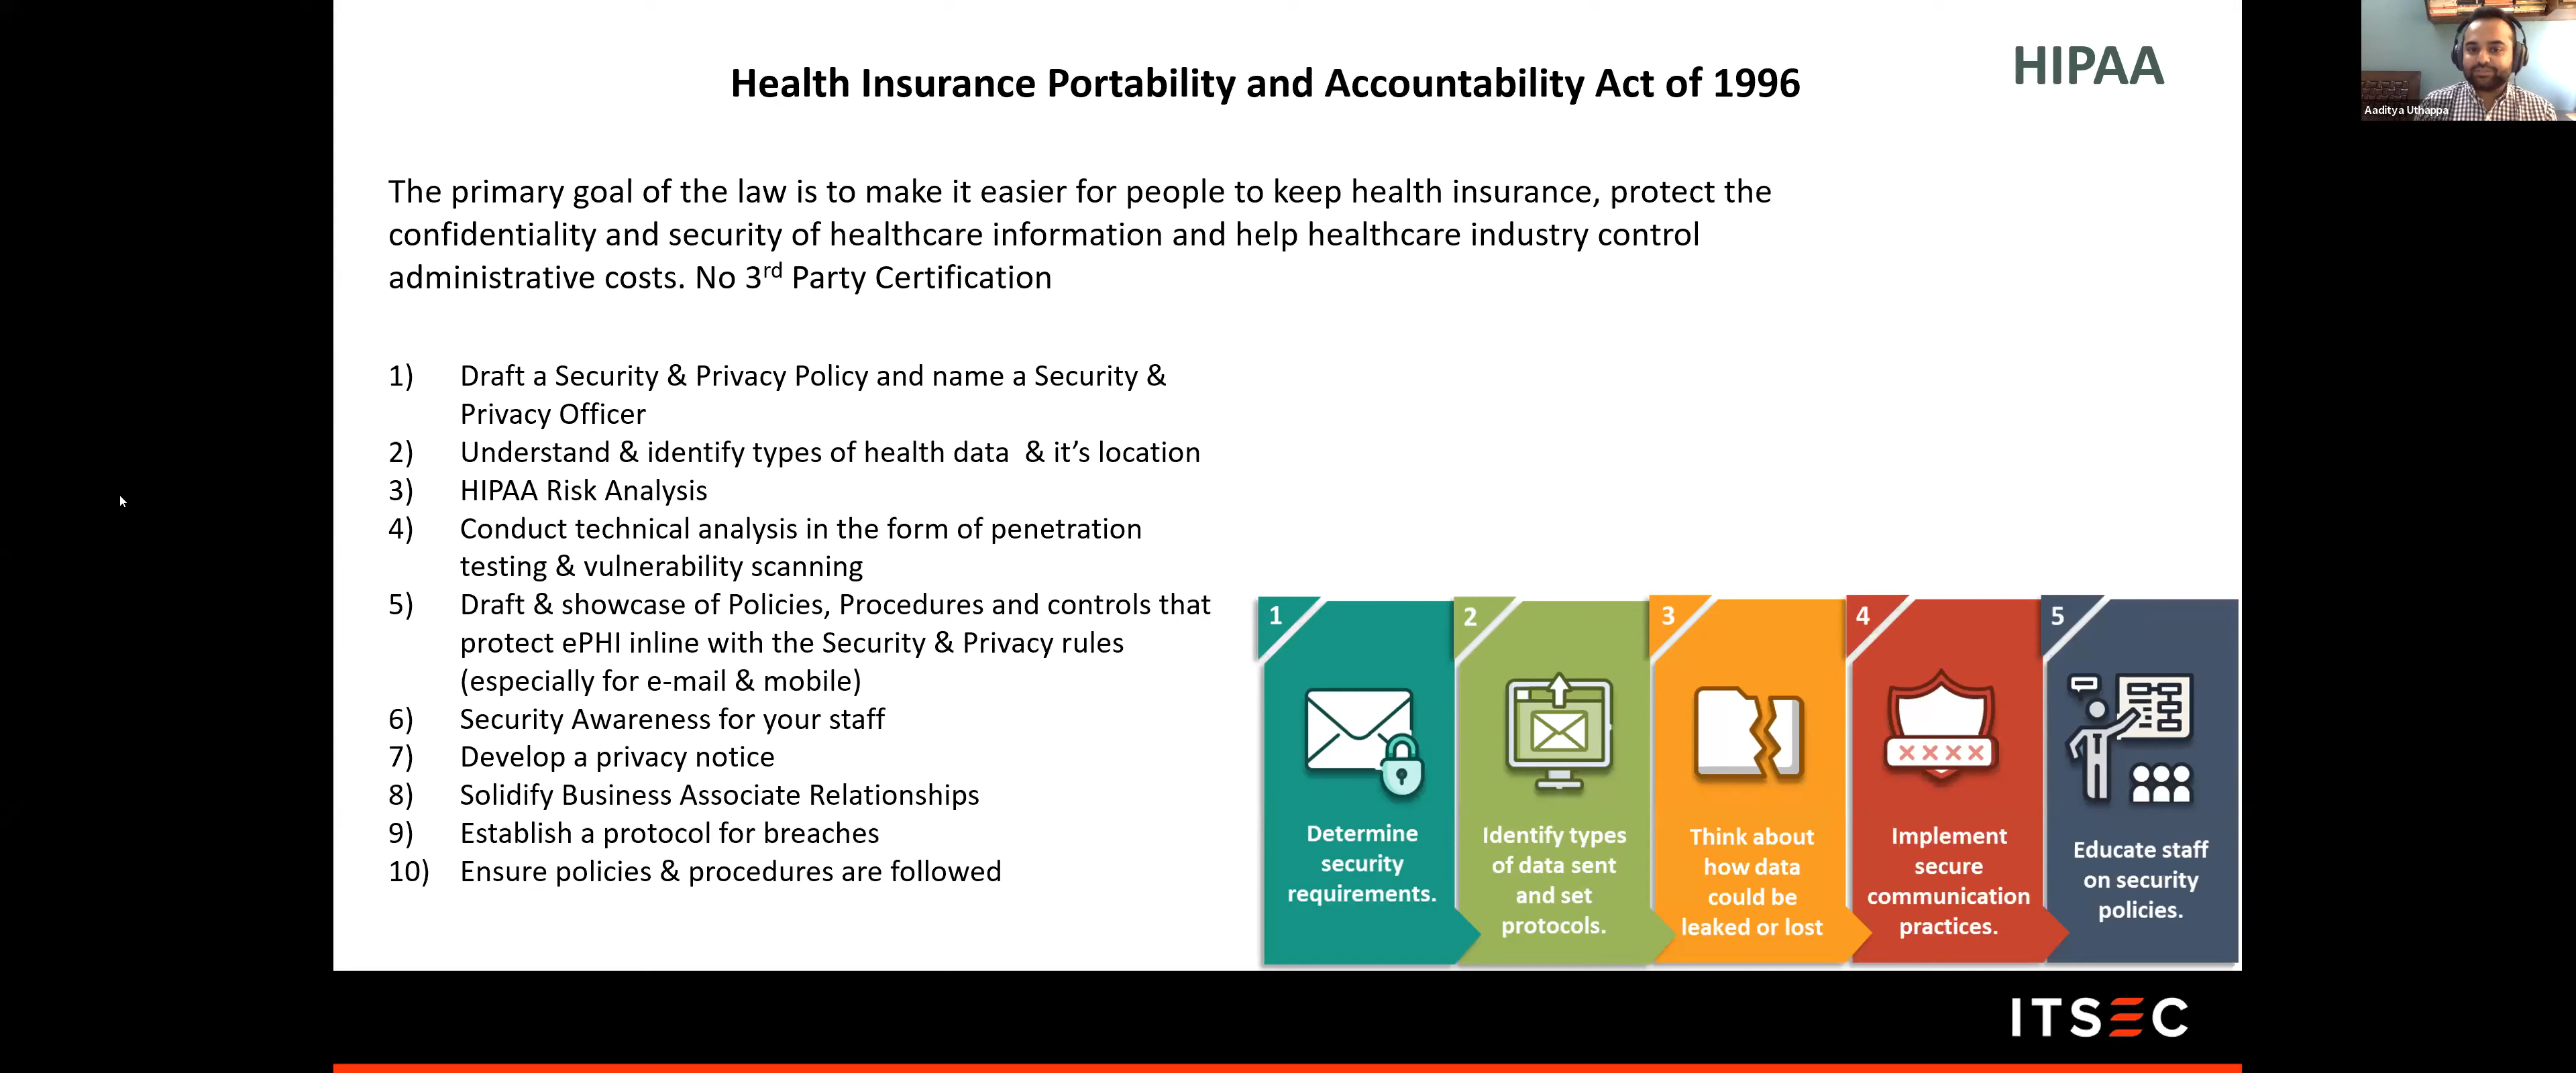 Health Insurance Portability and Accountability Act of 1996
HIPAA
Aaditya Uthappa
The primary goal of the law is to make it easier for people to keep health insurance, protect the
confidentiality and security of healthcare information and help healthcare industry control
administrative costs. No 3rd Party Certification
1) Draft a Security & Privacy Policy and name a Security &
Privacy Officer
2) Understand & identify types of health data & it's location
3) HIPAA Risk Analysis
4) Conduct technical analysis in the form of penetration
testing & vulnerability scanning
5) Draft & showcase of Policies, Procedures and controls that
protect ePHI inline with the Security & Privacy rules
(especially for e-mail & mobile)
6) Security Awareness for your staff
7) Develop a privacy notice
8) Solidify Business Associate Relationships
9) Establish a protocol for breaches
10) Ensure policies & procedures are followed
1
Determine
security
requirements.
2
Identify types
of data sent
and set
protocols.
3
Think about
how data
could be
leaked or lost
4
XXXX
Implement
secure
communication
practices.
5
Educate staff
on security
policies.
ITSEC